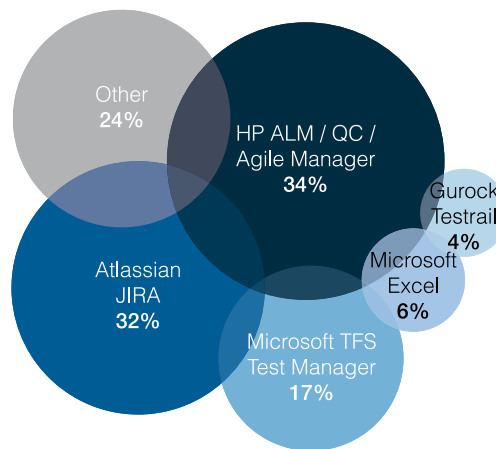 Other
24%
HP ALM / QC /
Agile Manager
34%
Gurock
Testrail
4%
Microsoft
Excel
6%
Atlassian
JIRA
32%
Microsoft TFS
Test Manager
17%